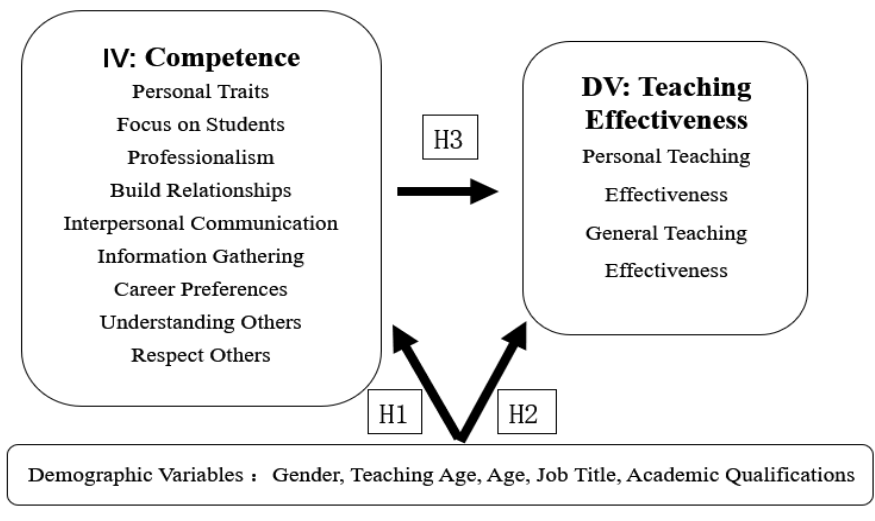 IV: Competence
Personal Traits
Focus on Students
Professionalism
Build Relationships
Interpersonal Communication
Information Gathering
Career Preferences
Understanding Others
Respect Others
H3
DV: Teaching
Effectiveness
Personal Teaching
Effectiveness
General Teaching
Effectiveness
H1
H2
Demographic Variables： Gender, Teaching Age, Age, Job Title, Academic Qualifications